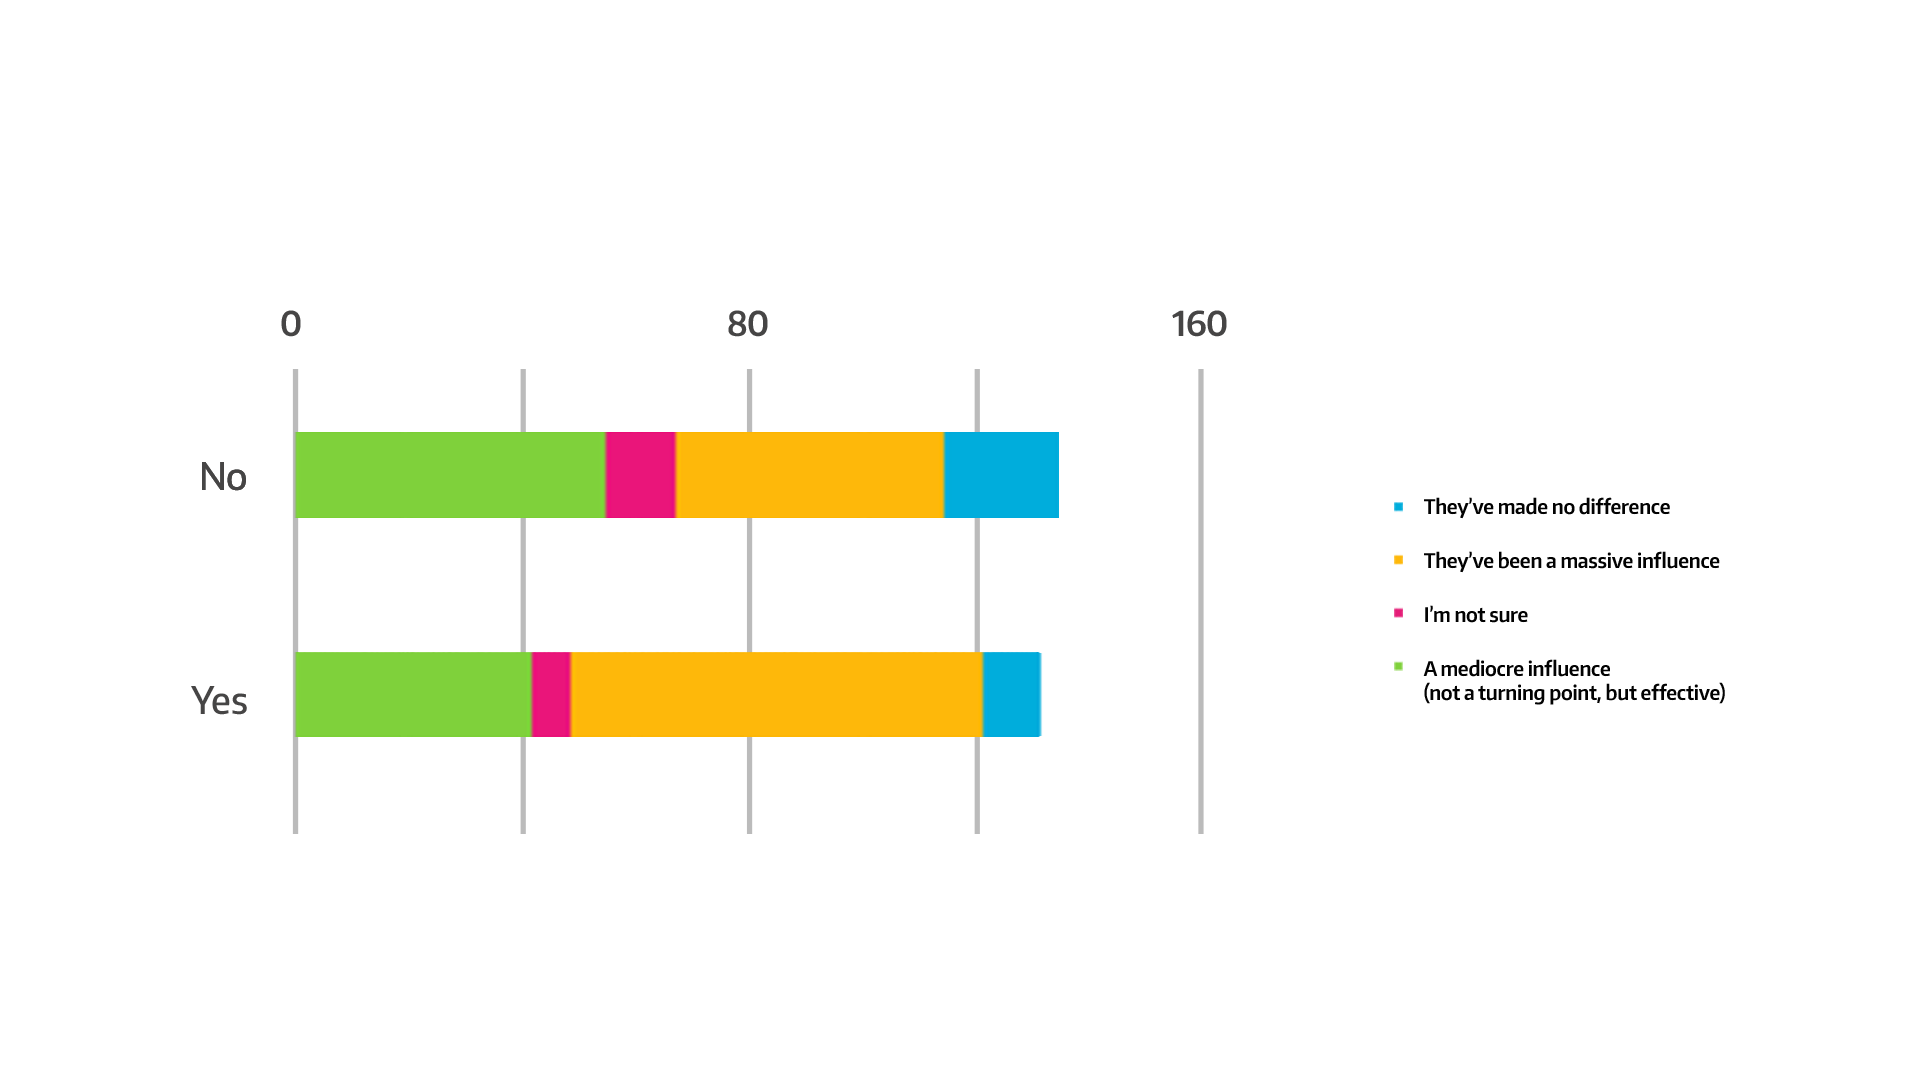 0
80
160
No
Yes
They've made no difference
They've been a massive influence
I'm not sure
A mediocre influence
(not a turning point, but effective)